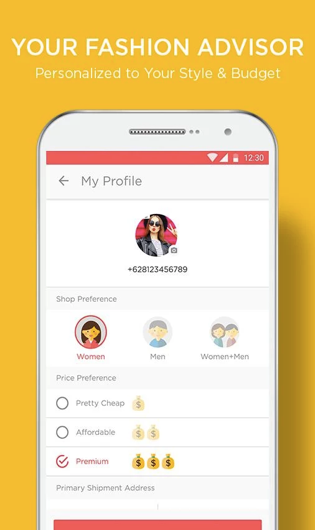 YOUR FASHION ADVISOR
Personalized to Your Style & Budget
12.30
My Profile
+628123456789
Shop Preference
Women
Men
Women+Men
Price Preference
Pretty Cheap
Affordable
Premium
Primary Shipment Address